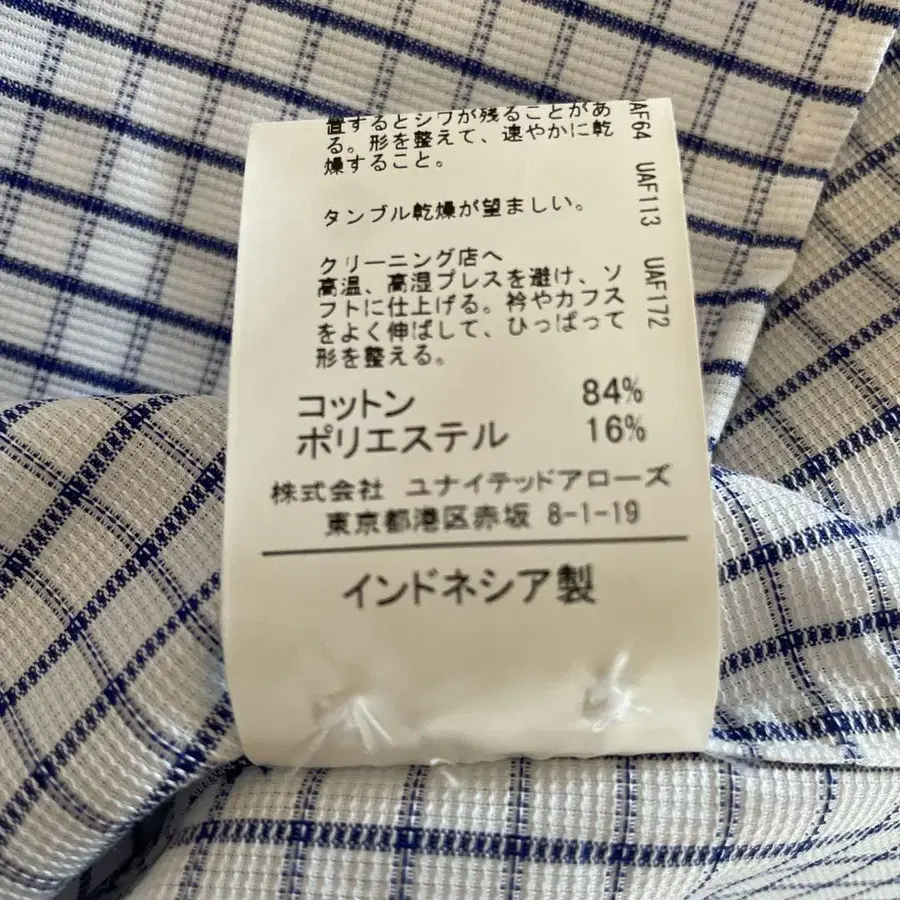 置するとシワが残ることがあ
る。形を整えて、速やかに乾
燥すること。
タンブル乾燥が望ましい。
クリーニング店へ
高温、高湿プレスを避け、ソ
フトに仕上げる。衿やカフス
をよく伸ばして、ひっぱって
形を整える。
コットン 84%
ポリエステル 16%
株式会社 ユナイテッドアローズ
東京都港区赤坂 8-1-19
インドネシア製
AF64 UAF113 UAF172